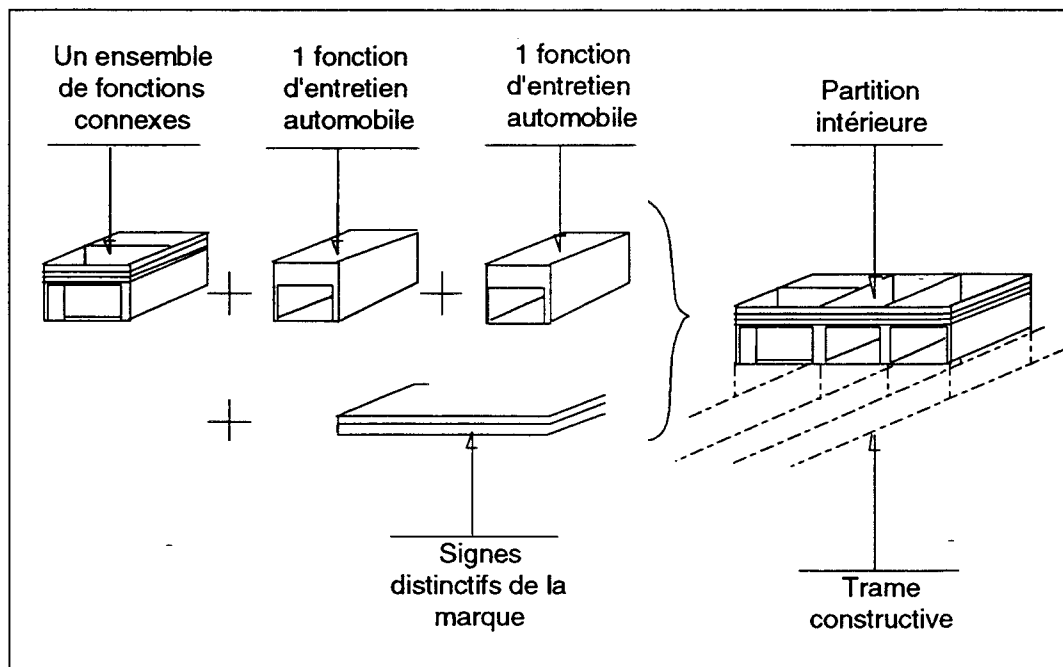 Un ensemble
de fonctions
connexes
1 fonction
d'entretien
automobile
1 fonction
d'entretien
automobile
Partition
intérieure
Signes
distinctifs de la
marque
Trame
constructive